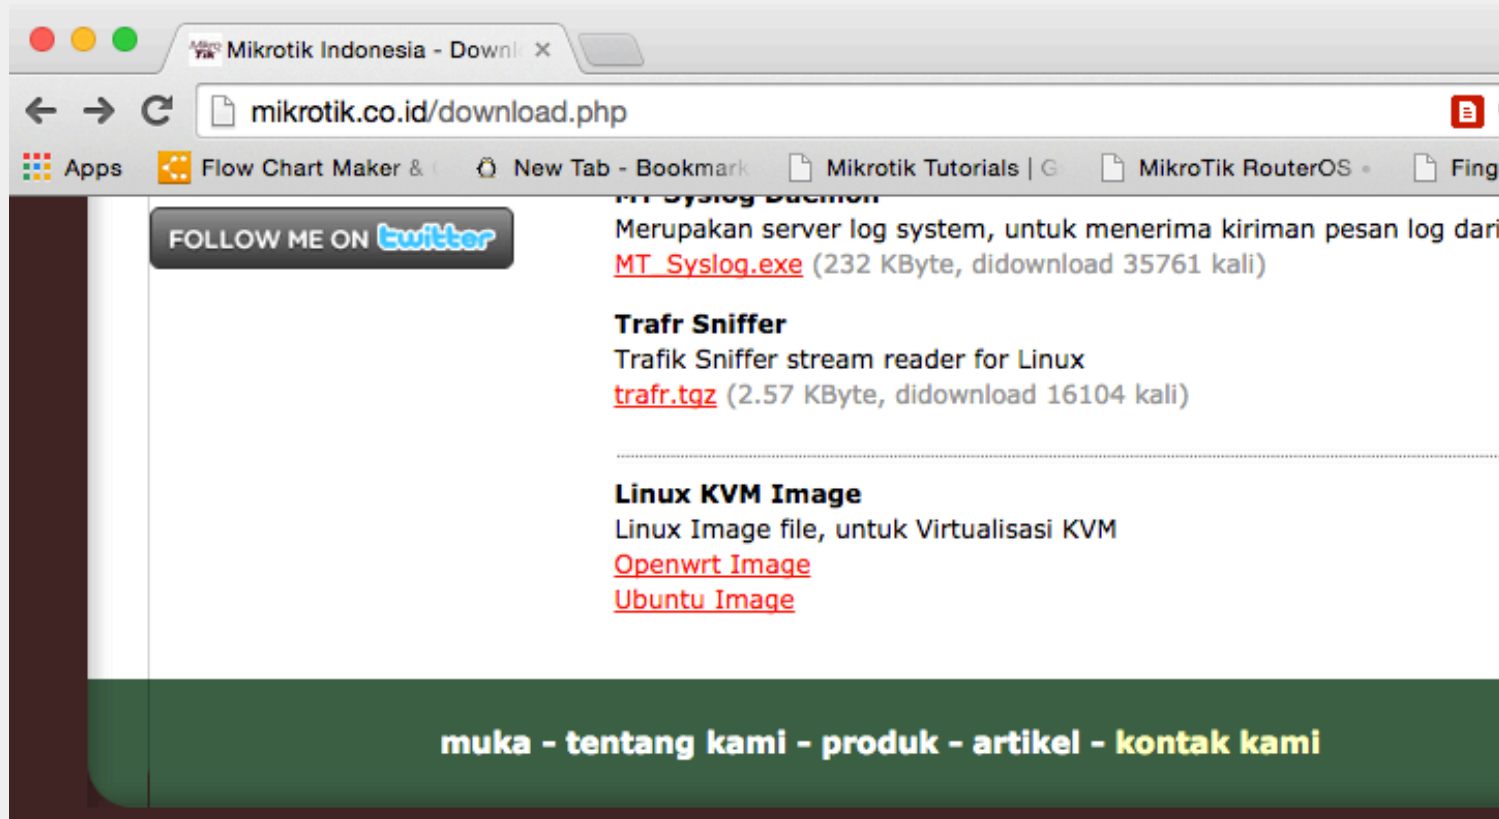 Mikrotik Indonesia - Downl
mikrotik.co.id/download.php
Apps Flow Chart Maker & New Tab - Bookmark Mikrotik Tutorials | G MikroTik RouterOS Fing
FOLLOW ME ON twitter
MT Syslog Daemon
Merupakan server log system, untuk menerima kiriman pesan log dari
MT_Syslog.exe (232 KByte, didownload 35761 kali)
Trafr Sniffer
Trafik Sniffer stream reader for Linux
trafr.tgz (2.57 KByte, didownload 16104 kali)
Linux KVM Image
Linux Image file, untuk Virtualisasi KVM
Openwrt Image
Ubuntu Image
muka - tentang kami - produk - artikel - kontak kami